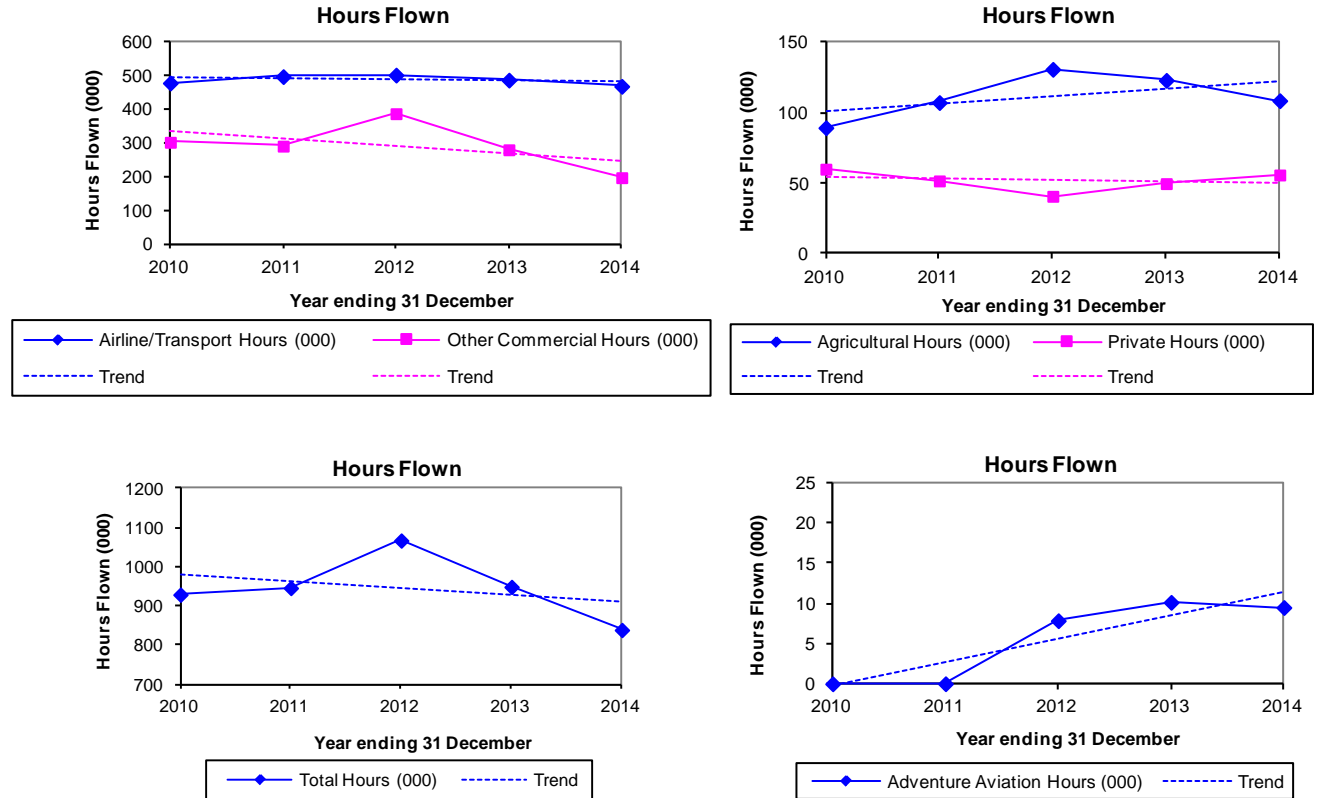 Hours Flown
600
500
400
300
200
100
0
Hours Flown (000)
2010 2011 2012 2013 2014
Year ending 31 December
Airline/Transport Hours (000) Other Commercial Hours (000)
Trend Trend
Hours Flown
150
100
50
0
Hours Flown (000)
2010 2011 2012 2013 2014
Year ending 31 December
Agricultural Hours (000) Private Hours (000)
Trend Trend
Hours Flown
1200
1100
1000
900
800
700
Hours Flown (000)
2010 2011 2012 2013 2014
Year ending 31 December
Total Hours (000) Trend
Hours Flown
25
20
15
10
5
0
Hours Flown (000)
2010 2011 2012 2013 2014
Year ending 31 December
Adventure Aviation Hours (000) Trend